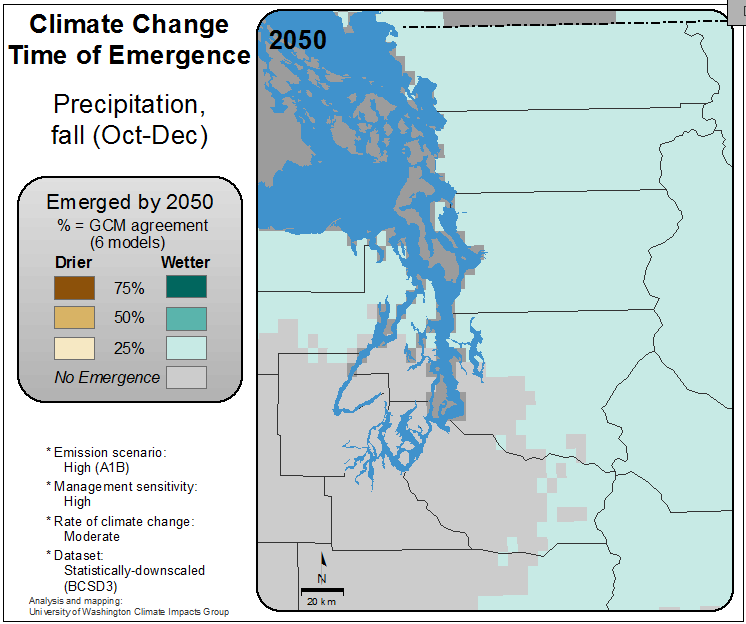 Climate Change
Time of Emergence
Precipitation,
fall (Oct-Dec)
Emerged by 2050
% = GCM agreement
(6 models)
Drier Wetter
75%
50%
25%
No Emergence
* Emission scenario:
High (A1B)
* Management sensitivity:
High
* Rate of climate change:
Moderate
* Dataset:
Statistically-downscaled
(BCSD3)
Analysis and mapping:
University of Washington Climate Impacts Group
2050
N
20 km